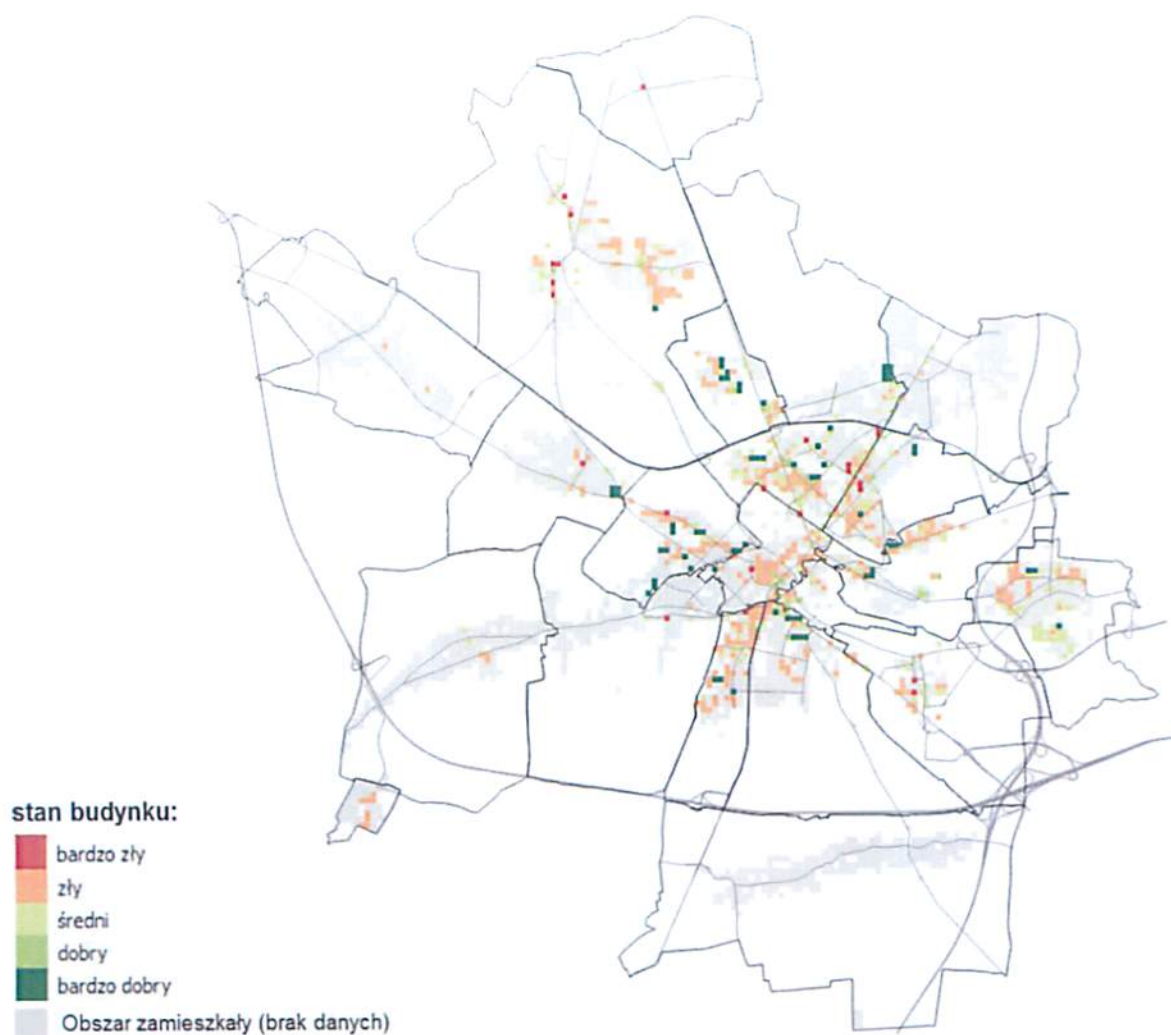 stan budynku:
bardzo zły
zły
średni
dobry
bardzo dobry
Obszar zamieszkały (brak danych)